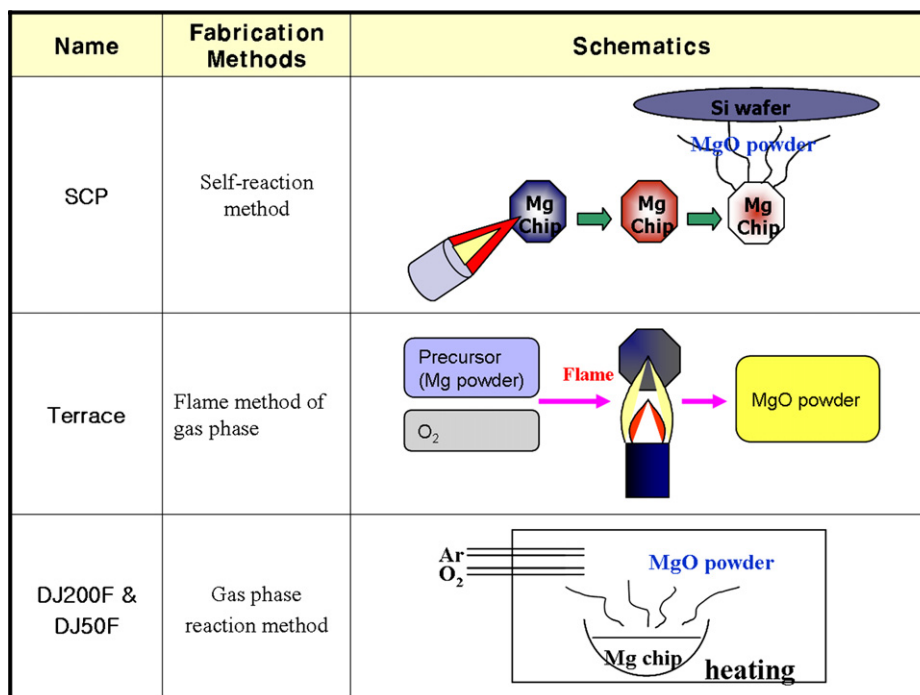 Name
Fabrication
Methods
Schematics
SCP
Self-reaction
method
Si wafer
MgO powder
Mg
Chip
Mg
Chip
Mg
Chip
Terrace
Flame method of
gas phase
Precursor
(Mg powder)
O₂
Flame
MgO powder
DJ200F &
DJ50F
Gas phase
reaction method
Ar
O₂
MgO powder
Mg chip
heating